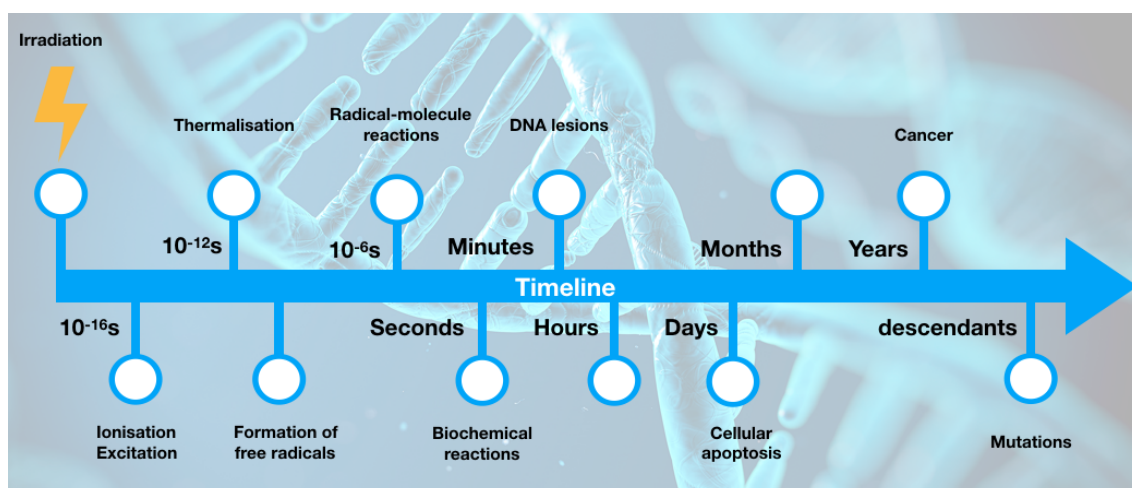 Irradiation
Thermalisation
Radical-molecule
reactions
DNA lesions
Cancer
10-12s
10-6s
Minutes
Months
Years
Timeline
10-16s
Seconds
Hours
Days
descendants
Ionisation
Excitation
Formation of
free radicals
Biochemical
reactions
Cellular
apoptosis
Mutations